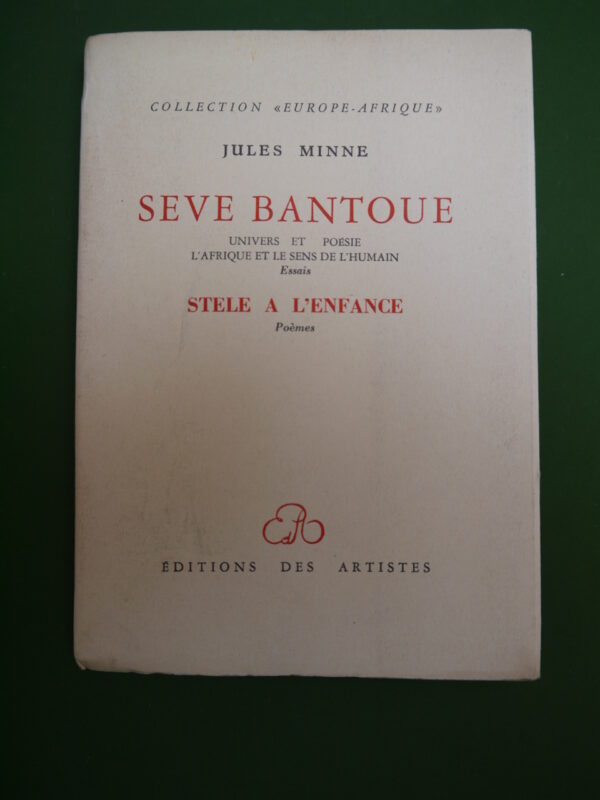 COLLECTION «EUROPE-AFRIQUE»
JULES MINNE
SEVE BANTOUE
UNIVERS ET POÉSIE
L'AFRIQUE ET LE SENS DE L'HUMAIN
Essais
STELE A L'ENFANCE
Poèmes
EdA
ÉDITIONS DES ARTISTES